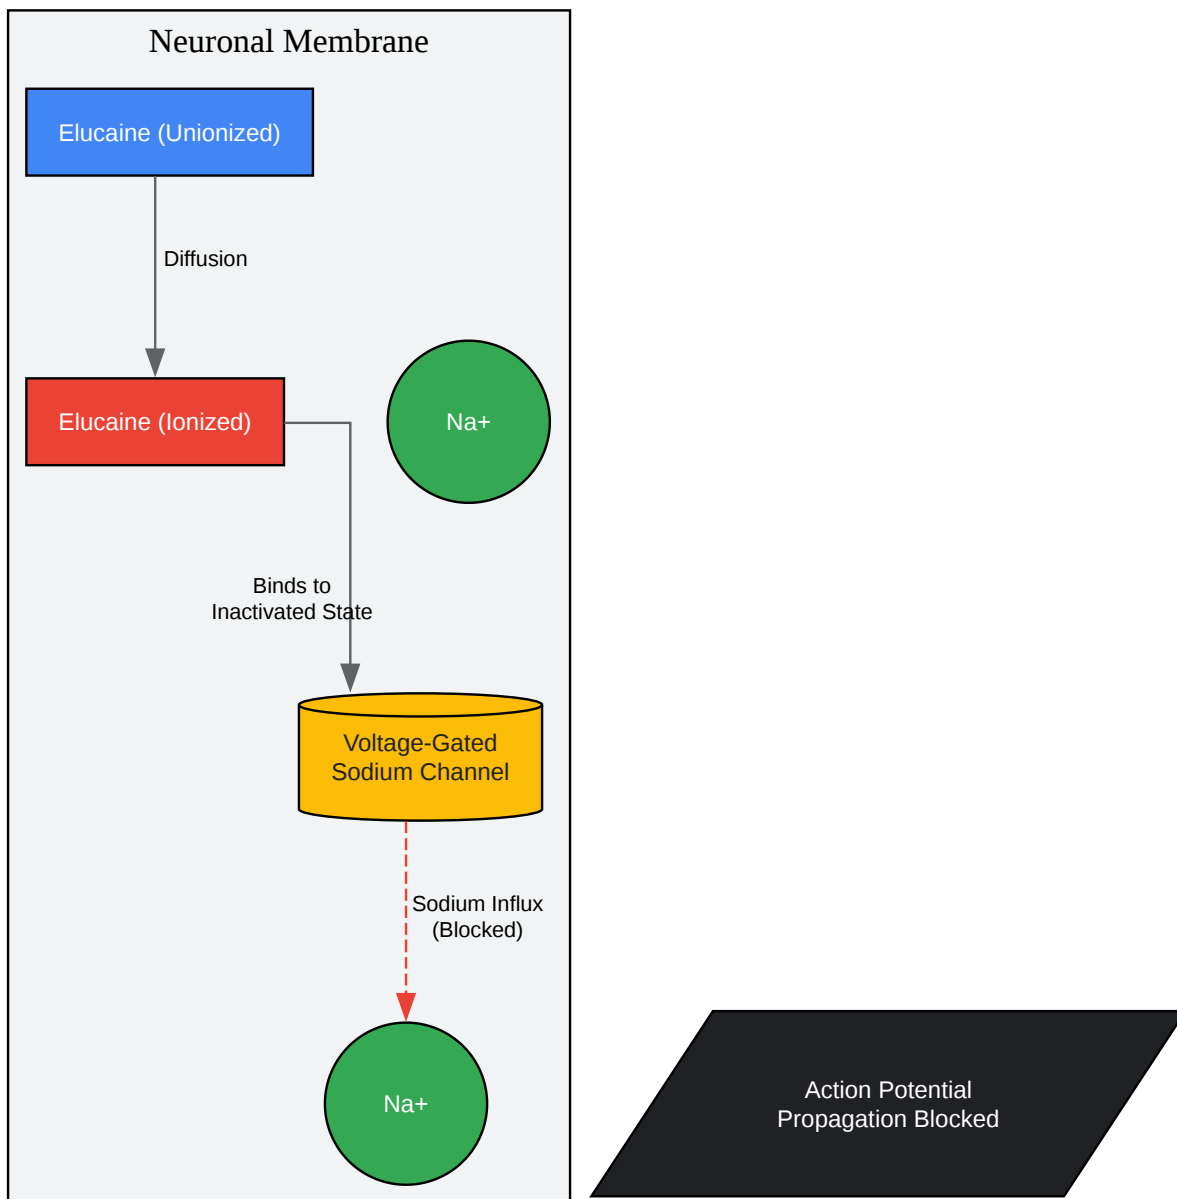 Neuronal Membrane
Elucaine (Unionized)
Diffusion
Elucaine (Ionized)
Na+
Binds to
Inactivated State
Voltage-Gated
Sodium Channel
Sodium Influx
(Blocked)
Na+
Action Potential
Propagation Blocked